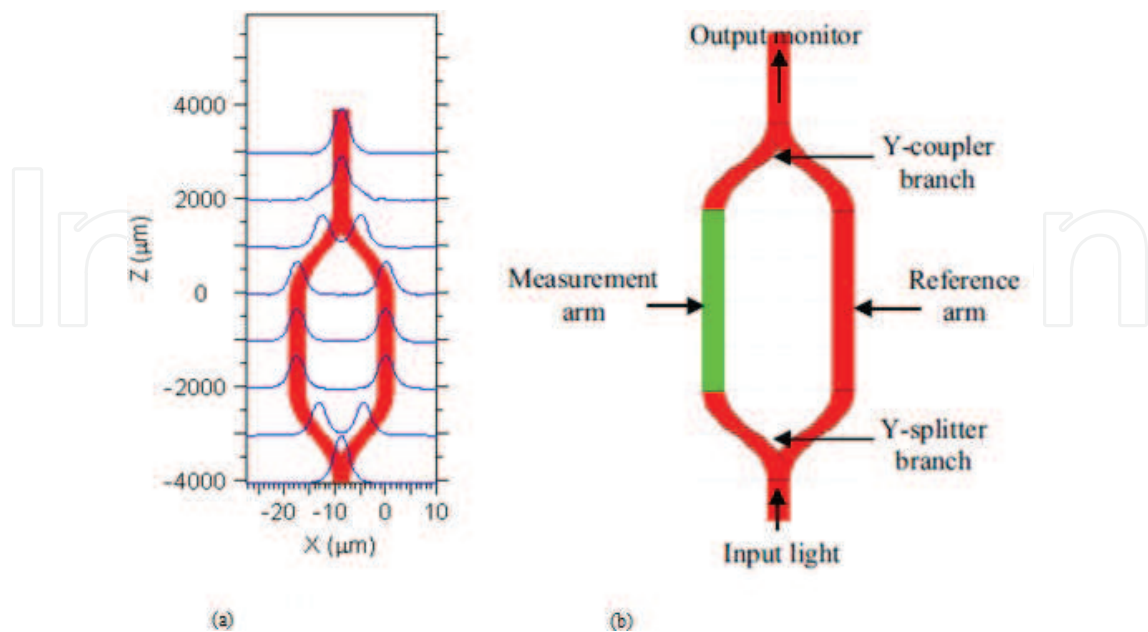 4000
2000
0
-2000
-4000
Z (μm)
-20 -10 0 10
X (μm)
(a)
Output monitor
Y-coupler
branch
Measurement
arm
Reference
arm
Y-splitter
branch
Input light
(b)